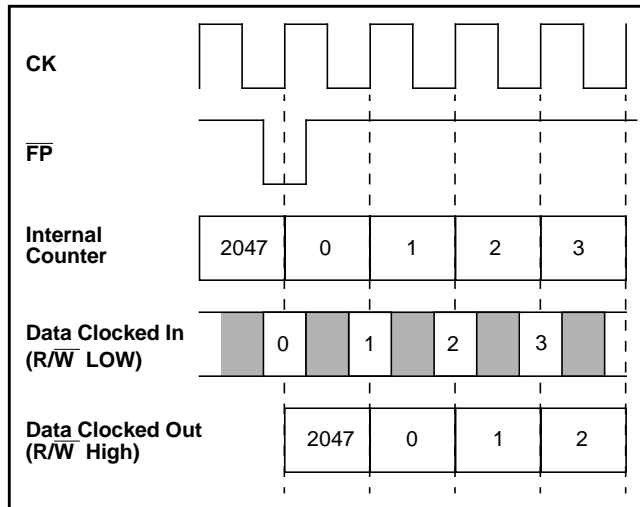 CK
F̅P̅
Internal
Counter
2047 0 1 2 3
Data Clocked In
(R/W̅ LOW)
0 1 2 3
Data Clocked Out
(R/W̅ High)
2047 0 1 2